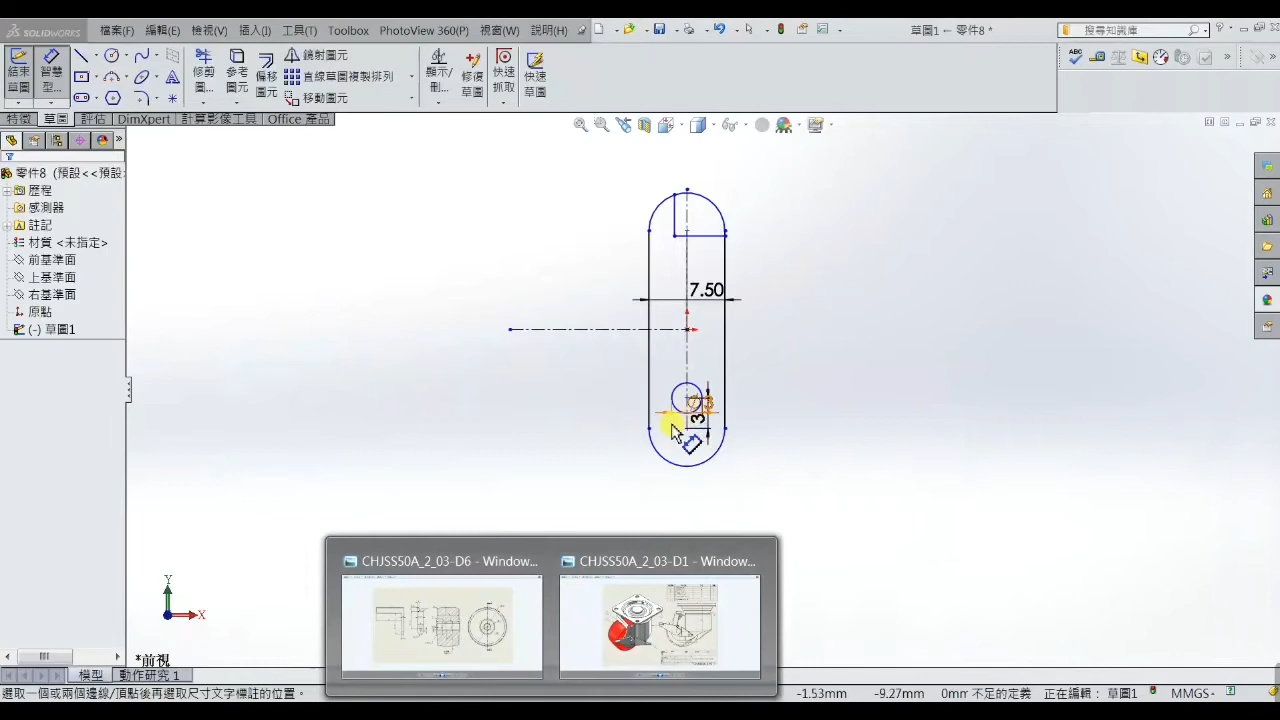 SOLIDWORKS 檔案(F) 編輯(E) 檢視(V) 插入(I) 工具(T) Toolbox PhotoView360(P) 視窗(W) 說明(H) 草圖1 ← 零件8 * 搜尋知識庫
結束草圖 智慧型... 修剪圖... 參考圖元 偏移圖元 鏡射圖元 直線草圖複製排列 移動圖元 顯示/刪... 修復草圖 快速抓取 快速草圖
特徵 草圖 評估 DimXpert 計算影像工具 Office 產品
零件8 (預設<<預設
歷程
感測器
註記
材質 <未指定>
前基準面
上基準面
右基準面
原點
(-) 草圖1
7.50
3
CHJSS50A_2_03-D6 - Window...
CHJSS50A_2_03-D1 - Window...
Y
X
*前視
模型 動作研究 1
選取一個或兩個邊線/頂點後再選取尺寸文字標註的位置。 -1.53mm -9.27mm 0mm 不足的定義 正在編輯： 草圖1 MMGS